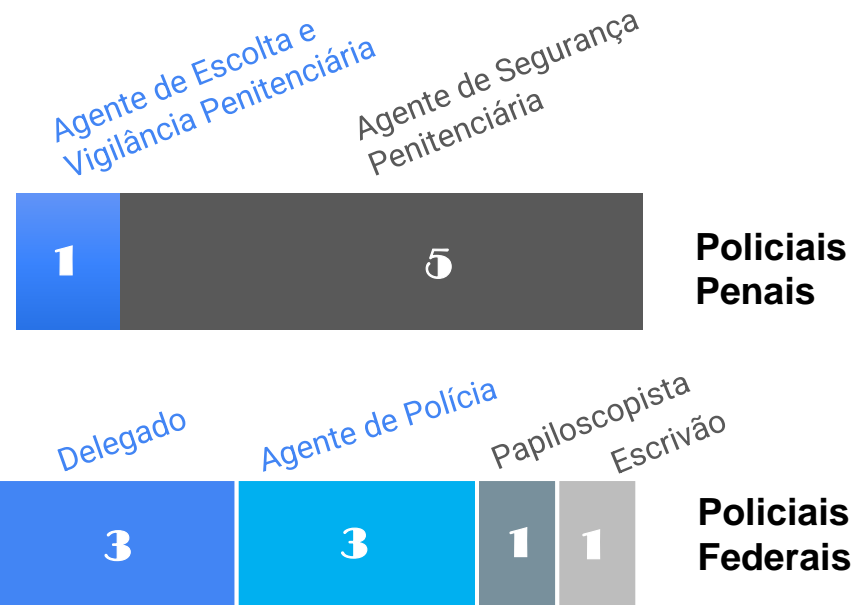 Agente de Escolta e
Vigilância Penitenciária
Agente de Segurança
Penitenciária
1
5
Policiais
Penais
Delegado
Agente de Polícia
Papiloscopista
Escrivão
3
3
1
1
Policiais
Federais